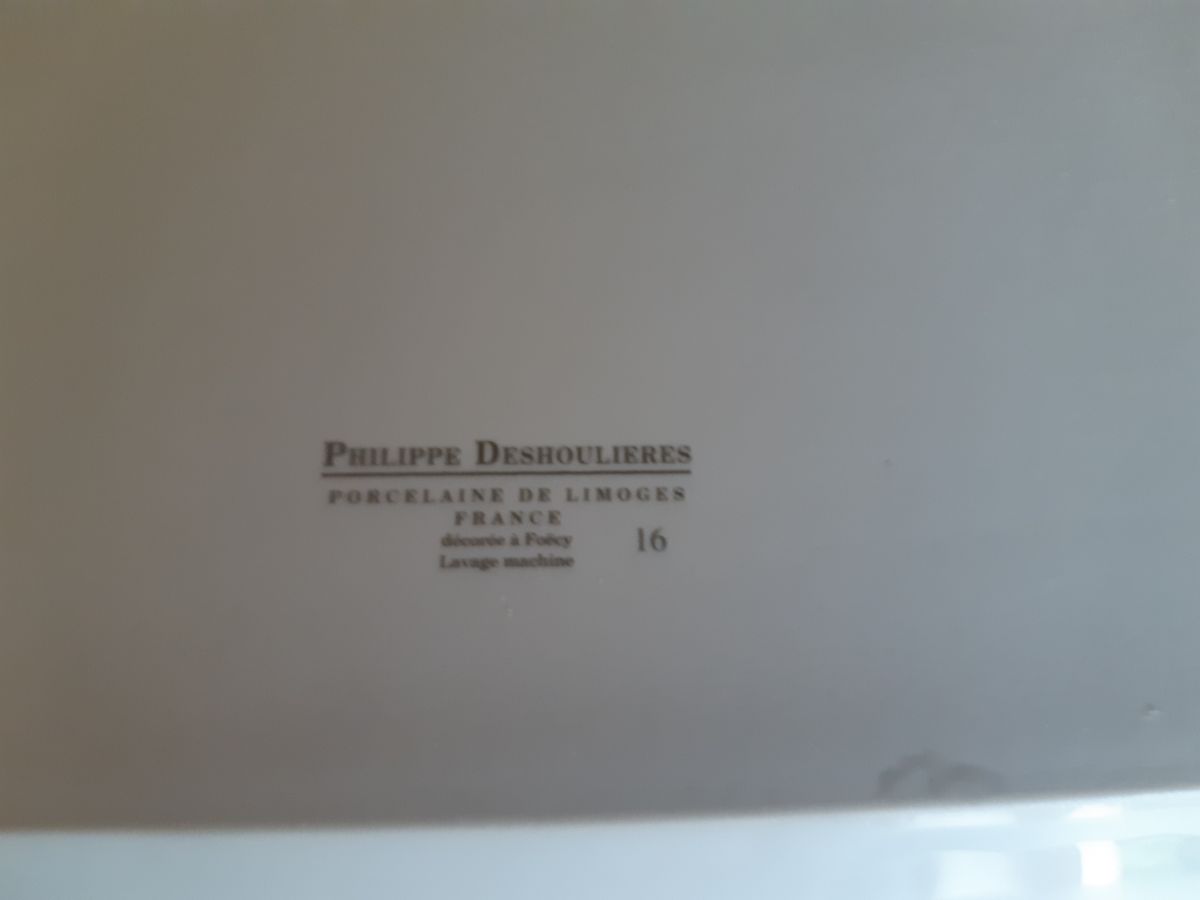 PHILIPPE DESHOULIERES
PORCELAINE DE LIMOGES
FRANCE
décorée à Foëcy
Lavage machine
16